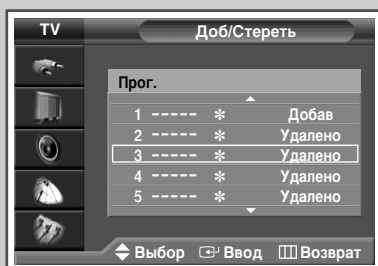 TV
Доб/Стереть
Прог.
1 ----- ✻ Добав
2 ----- ✻ Удалено
3 ----- ✻ Удалено
4 ----- ✻ Удалено
5 ----- ✻ Удалено
Выбор Ввод Возврат